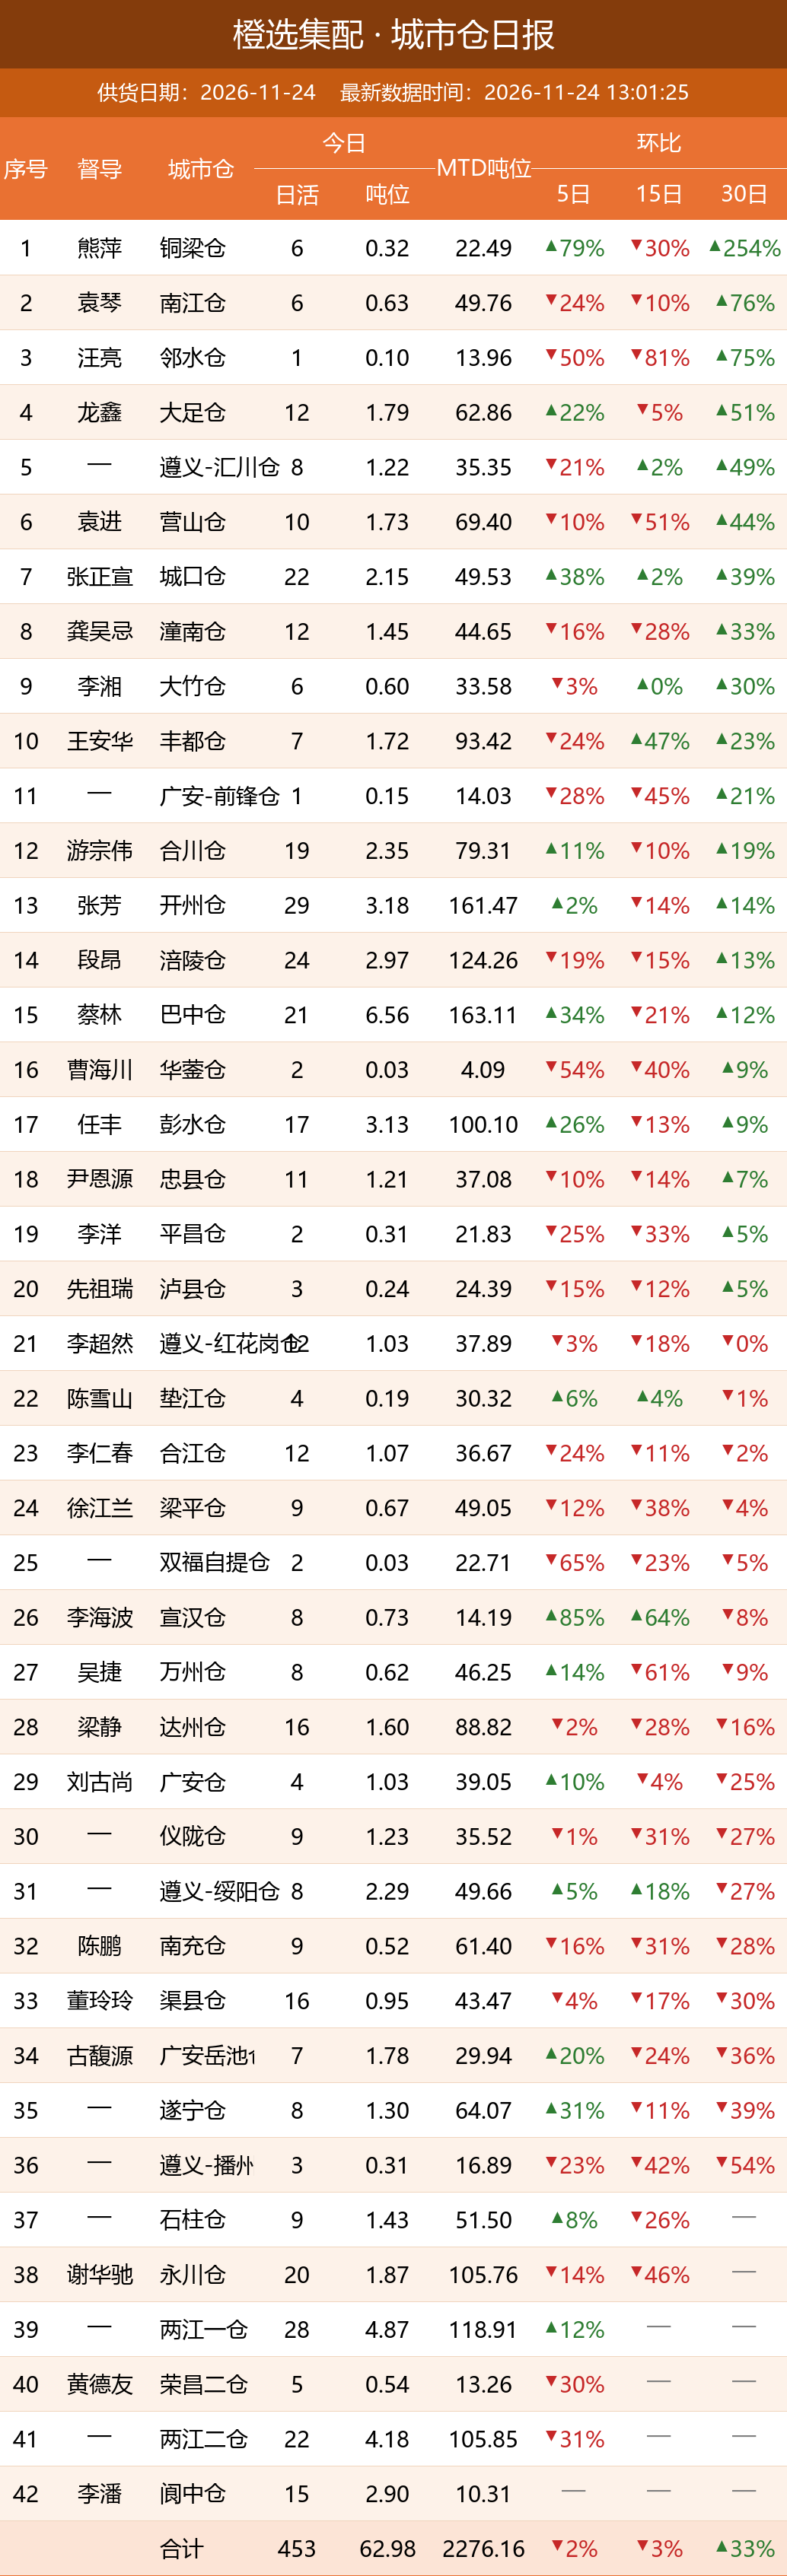 橙选集配 · 城市仓日报
供货日期：2026-11-24 最新数据时间：2026-11-24 13:01:25
序号 督导 城市仓 今日 MTD吨位 环比
日活 吨位 5日 15日 30日
1 熊萍 铜梁仓 6 0.32 22.49 ▲79% ▼30% ▲254%
2 袁琴 南江仓 6 0.63 49.76 ▼24% ▼10% ▲76%
3 汪亮 邻水仓 1 0.10 13.96 ▼50% ▼81% ▲75%
4 龙鑫 大足仓 12 1.79 62.86 ▲22% ▼5% ▲51%
5 — 遵义-汇川仓 8 1.22 35.35 ▼21% ▲2% ▲49%
6 袁进 营山仓 10 1.73 69.40 ▼10% ▼51% ▲44%
7 张正宣 城口仓 22 2.15 49.53 ▲38% ▲2% ▲39%
8 龚吴忌 潼南仓 12 1.45 44.65 ▼16% ▼28% ▲33%
9 李湘 大竹仓 6 0.60 33.58 ▼3% ▲0% ▲30%
10 王安华 丰都仓 7 1.72 93.42 ▼24% ▲47% ▲23%
11 — 广安-前锋仓 1 0.15 14.03 ▼28% ▼45% ▲21%
12 游宗伟 合川仓 19 2.35 79.31 ▲11% ▼10% ▲19%
13 张芳 开州仓 29 3.18 161.47 ▲2% ▼14% ▲14%
14 段昂 涪陵仓 24 2.97 124.26 ▼19% ▼15% ▲13%
15 蔡林 巴中仓 21 6.56 163.11 ▲34% ▼21% ▲12%
16 曹海川 华蓥仓 2 0.03 4.09 ▼54% ▼40% ▲9%
17 任丰 彭水仓 17 3.13 100.10 ▲26% ▼13% ▲9%
18 尹恩源 忠县仓 11 1.21 37.08 ▼10% ▼14% ▲7%
19 李洋 平昌仓 2 0.31 21.83 ▼25% ▼33% ▲5%
20 先祖瑞 泸县仓 3 0.24 24.39 ▼15% ▼12% ▲5%
21 李超然 遵义-红花岗仓 12 1.03 37.89 ▼3% ▼18% ▼0%
22 陈雪山 垫江仓 4 0.19 30.32 ▲6% ▲4% ▼1%
23 李仁春 合江仓 12 1.07 36.67 ▼24% ▼11% ▼2%
24 徐江兰 梁平仓 9 0.67 49.05 ▼12% ▼38% ▼4%
25 — 双福自提仓 2 0.03 22.71 ▼65% ▼23% ▼5%
26 李海波 宣汉仓 8 0.73 14.19 ▲85% ▲64% ▼8%
27 吴捷 万州仓 8 0.62 46.25 ▲14% ▼61% ▼9%
28 梁静 达州仓 16 1.60 88.82 ▼2% ▼28% ▼16%
29 刘古尚 广安仓 4 1.03 39.05 ▲10% ▼4% ▼25%
30 — 仪陇仓 9 1.23 35.52 ▼1% ▼31% ▼27%
31 — 遵义-绥阳仓 8 2.29 49.66 ▲5% ▲18% ▼27%
32 陈鹏 南充仓 9 0.52 61.40 ▼16% ▼31% ▼28%
33 董玲玲 渠县仓 16 0.95 43.47 ▼4% ▼17% ▼30%
34 古馥源 广安岳池 7 1.78 29.94 ▲20% ▼24% ▼36%
35 — 遂宁仓 8 1.30 64.07 ▲31% ▼11% ▼39%
36 — 遵义-播州 3 0.31 16.89 ▼23% ▼42% ▼54%
37 — 石柱仓 9 1.43 51.50 ▲8% ▼26% —
38 谢华驰 永川仓 20 1.87 105.76 ▼14% ▼46% —
39 — 两江一仓 28 4.87 118.91 ▲12% — —
40 黄德友 荣昌二仓 5 0.54 13.26 ▼30% — —
41 — 两江二仓 22 4.18 105.85 ▼31% — —
42 李潘 阆中仓 15 2.90 10.31 — — —
合计 453 62.98 2276.16 ▼2% ▼3% ▲33%